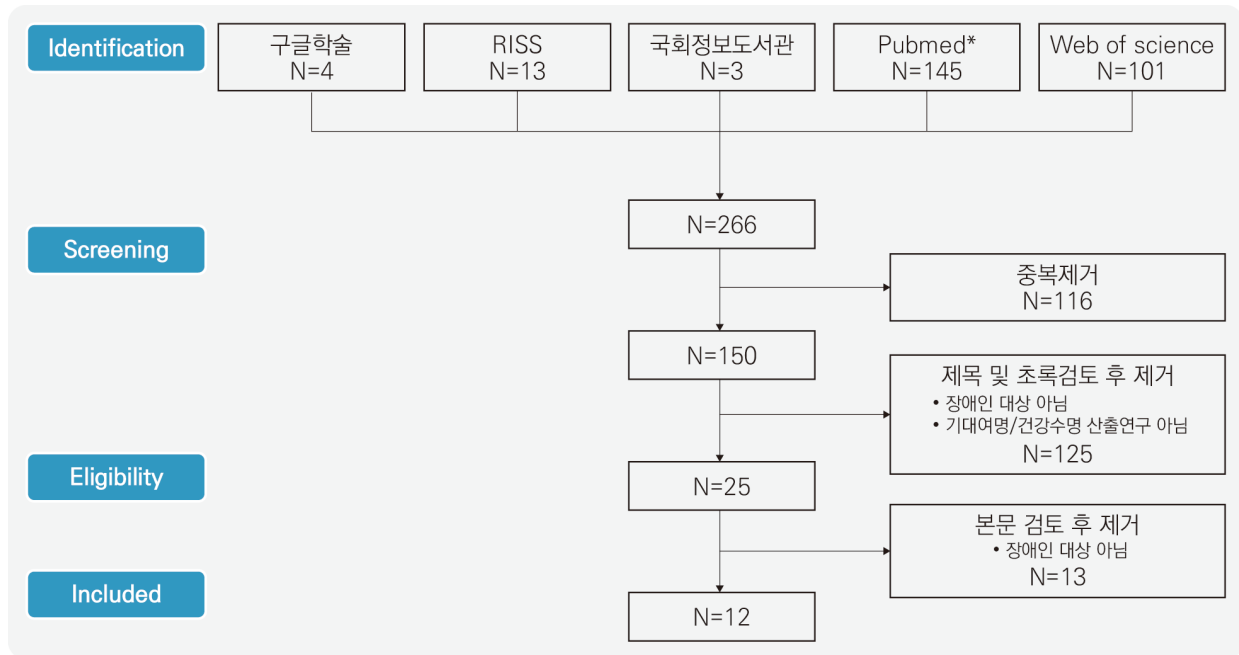 Identification
구글학술
N=4
RISS
N=13
국회정보도서관
N=3
Pubmed*
N=145
Web of science
N=101
Screening
N=266
중복제거
N=116
N=150
제목 및 초록검토 후 제거
• 장애인 대상 아님
• 기대여명/건강수명 산출연구 아님
N=125
Eligibility
N=25
본문 검토 후 제거
• 장애인 대상 아님
N=13
Included
N=12